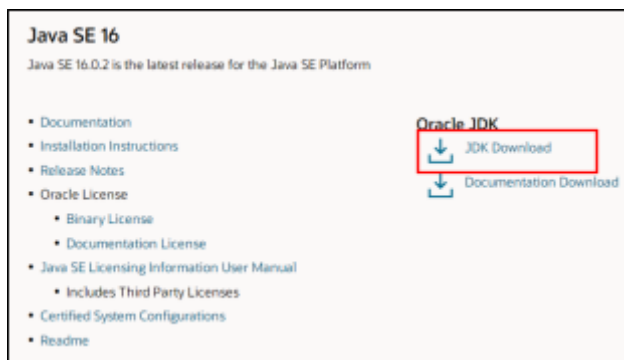 Java SE 16
Java SE 16.0.2 is the latest release for the Java SE Platform
Documentation
Installation Instructions
Release Notes
Oracle License
Binary License
Documentation License
Java SE Licensing Information User Manual
Includes Third Party Licenses
Certified System Configurations
Readme
Oracle JDK
JDK Download
Documentation Download